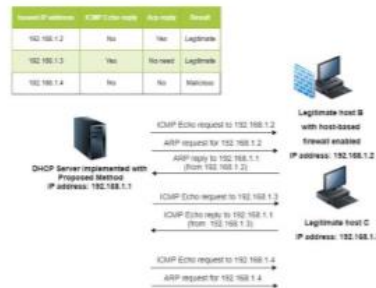 Issued IP address ICMP Echo reply Arp reply Result
192.168.1.2 No Yes Legitimate
192.168.1.3 Yes No need Legitimate
192.168.1.4 No No Malicious
Legitimate host B
with host-based
firewall enabled
IP address: 192.168.1.2
ICMP Echo request to 192.168.1.2
ARP request for 192.168.1.2
ARP reply to 192.168.1.1
(from 192.168.1.2)
DHCP Server implemented with
Proposed Method
IP address: 192.168.1.1
ICMP Echo request to 192.168.1.3
ICMP Echo reply to 192.168.1.1
(from 192.168.1.3)
Legitimate host C
IP address: 192.168.1.
ICMP Echo request to 192.168.1.4
ARP request for 192.168.1.4